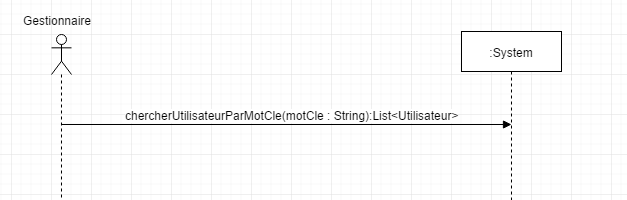 Gestionnaire
:System
chercherUtilisateurParMotCle(motCle : String):List<Utilisateur>